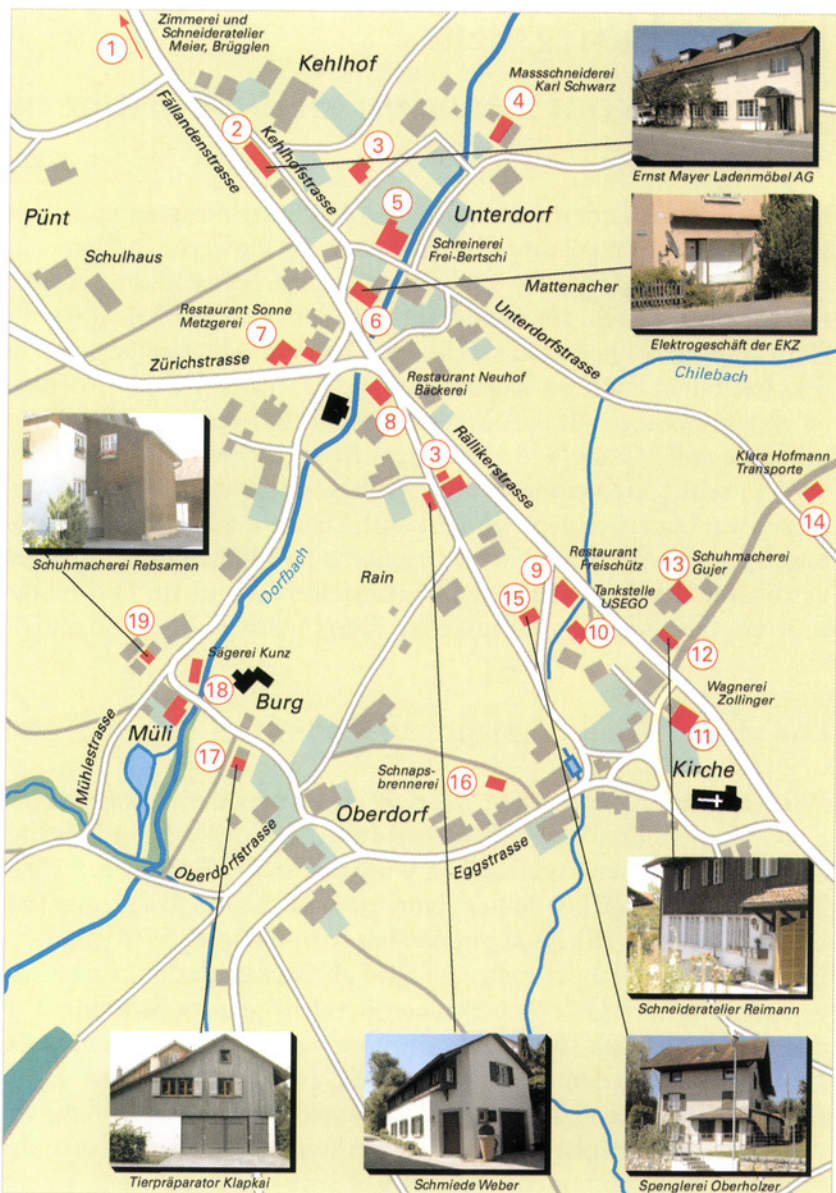 1
Zimmerei und
Schneideratelier
Meier, Brügglen
Kehlhof
Fällandenstrasse
Kehlhofstrasse
2
3
Massschneiderei
Karl Schwarz
4
Ernst Mayer Ladenmöbel AG
Pünt
Schulhaus
5
Unterdorf
Schreinerei
Frei-Bertschi
Mattenacher
Elektrogeschäft der EKZ
6
Restaurant Sonne
Metzgerei
7
Zürichstrasse
Unterdorfstrasse
Chilebach
Restaurant Neuhof
Bäckerei
8
3
Rällikerstrasse
Klara Hofmann
Transporte
14
Schuhmacherei Rebsamen
Dorfbach
Rain
Restaurant
Freischütz
9
15
Tankstelle
USEGO
10
13
Schuhmacherei
Gujer
12
19
Sägerei Kunz
18
Burg
Müli
Mühlestrasse
17
Wagnerei
Zollinger
11
Kirche
Schnaps-
brennerei
16
Oberdorf
Oberdorfstrasse
Eggstrasse
Schneideratelier Reimann
Tierpräparator Klapkai
Schmiede Weber
Spenglerei Oberholzer